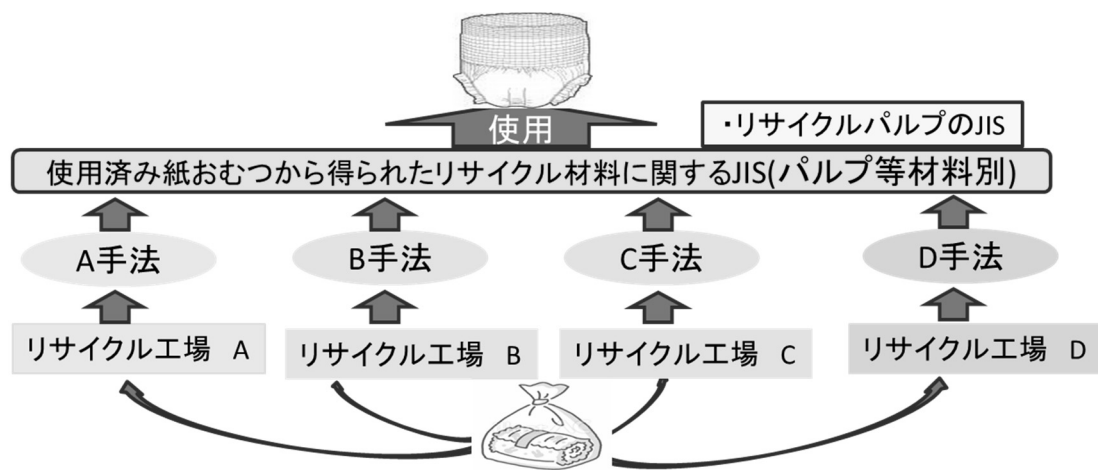 使用
・リサイクルパルプのJIS
使用済み紙おむつから得られたリサイクル材料に関するJIS(パルプ等材料別)
A手法
B手法
C手法
D手法
リサイクル工場 A
リサイクル工場 B
リサイクル工場 C
リサイクル工場 D